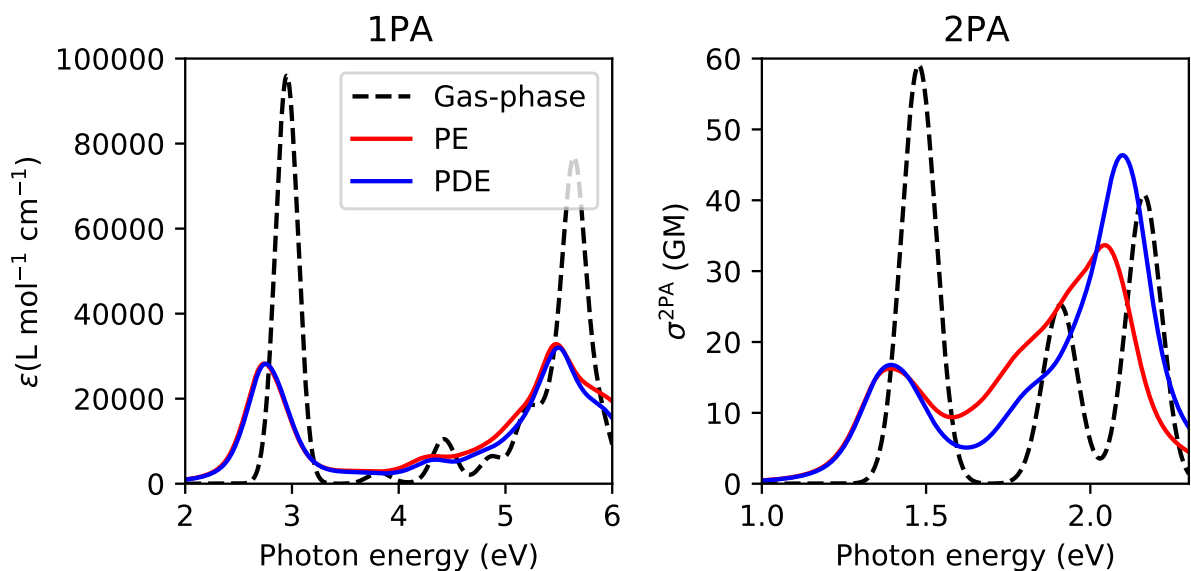 1PA
100000
80000
60000
40000
20000
0
ε(L mol⁻¹ cm⁻¹)
Gas-phase
PE
PDE
2 3 4 5 6
Photon energy (eV)
2PA
60
50
40
30
20
10
0
σ²ᴾᴬ (GM)
1.0 1.5 2.0
Photon energy (eV)